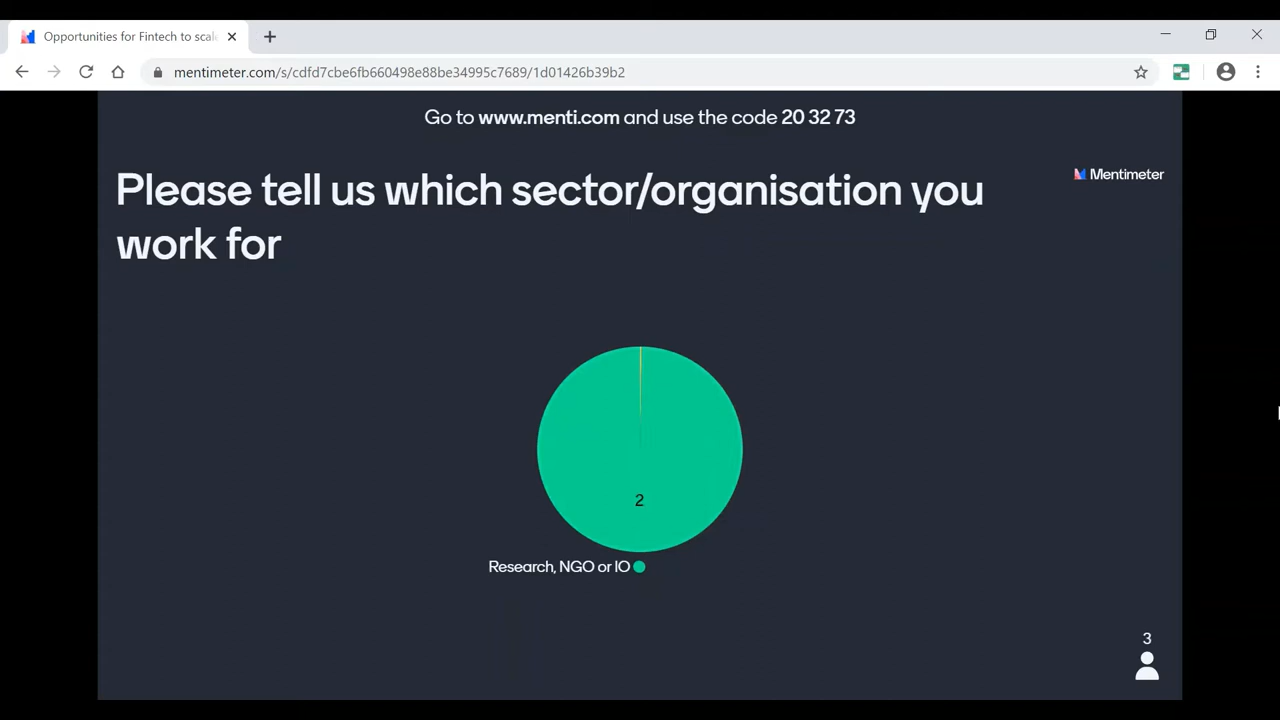 Opportunities for Fintech to scale
mentimeter.com/s/cdfd7cbe6fb660498e88be34995c7689/1d01426b39b2
Go to www.menti.com and use the code 20 32 73
Please tell us which sector/organisation you
work for
Mentimeter
2
Research, NGO or IO
3